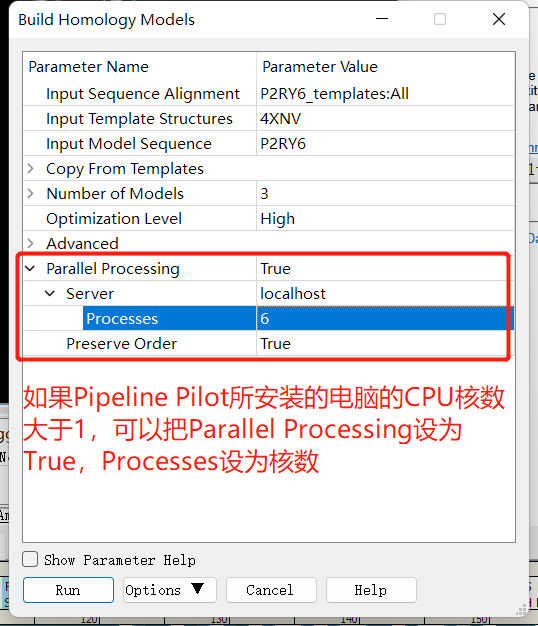 Build Homology Models
Parameter Name Parameter Value
Input Sequence Alignment P2RY6_templates:All
Input Template Structures 4XNV
Input Model Sequence P2RY6
Copy From Templates
Number of Models 3
Optimization Level High
Advanced
Parallel Processing True
Server localhost
Processes 6
Preserve Order True
如果Pipeline Pilot所安装的电脑的CPU核数
大于1，可以把Parallel Processing设为
True，Processes设为核数
Show Parameter Help
Run Options ▼ Cancel Help
120 130 140 150